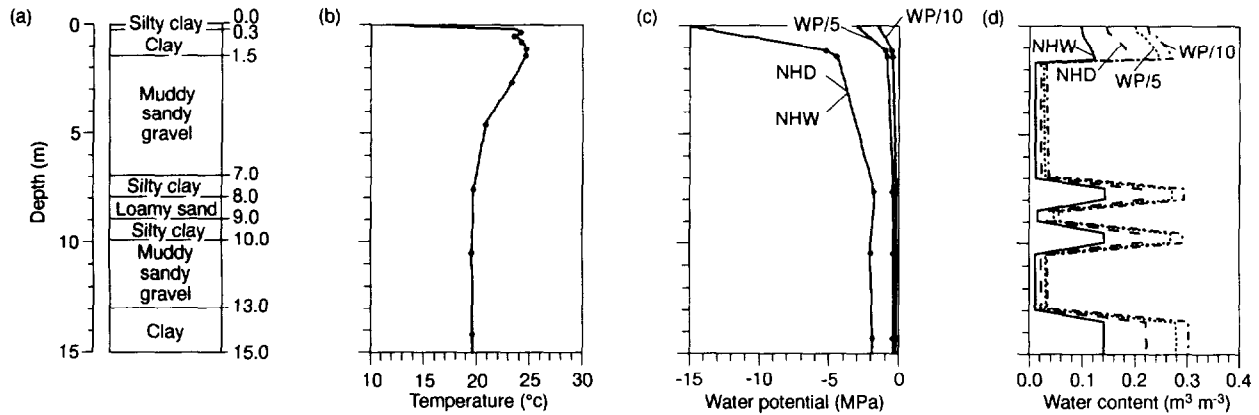 (a)
Depth (m)
0
5
10
15
Silty clay
Clay
Muddy
sandy
gravel
Silty clay
Loamy sand
Silty clay
Muddy
sandy
gravel
Clay
0.0
0.3
1.5
7.0
8.0
9.0
10.0
13.0
15.0
(b)
10 15 20 25 30
Temperature (°c)
(c)
WP/5
WP/10
NHD
NHW
-15 -10 -5 0
Water potential (MPa)
(d)
NHW
NHD
WP/5
WP/10
0.0 0.1 0.2 0.3 0.4
Water content (m³ m⁻³)